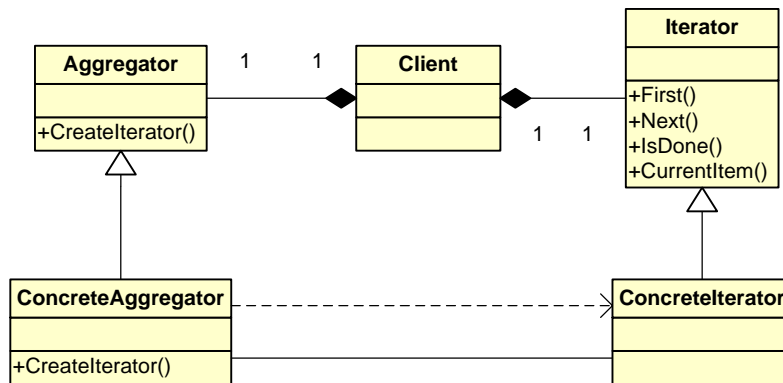 Aggregator
+CreateIterator()
1 1
Client
Iterator
+First()
+Next()
+IsDone()
+CurrentItem()
1 1
ConcreteAggregator
+CreateIterator()
ConcreteIterator